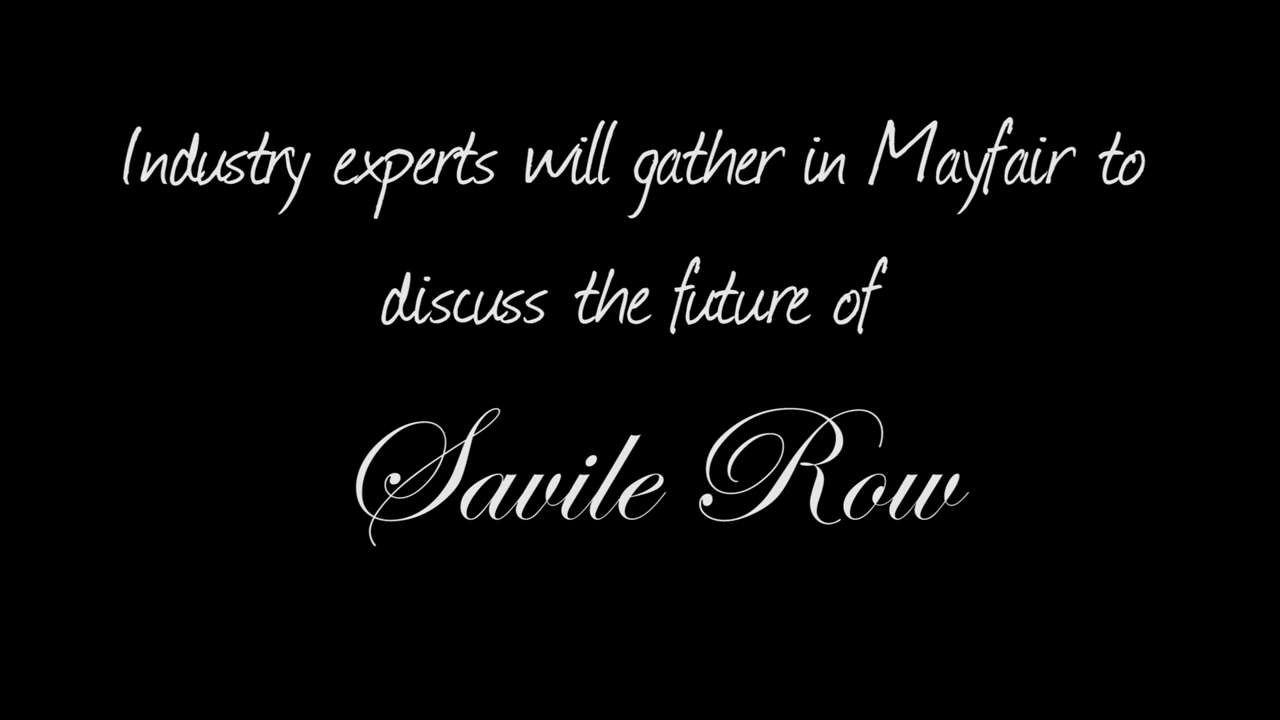 Industry experts will gather in Mayfair to
discuss the future of
Savile Row